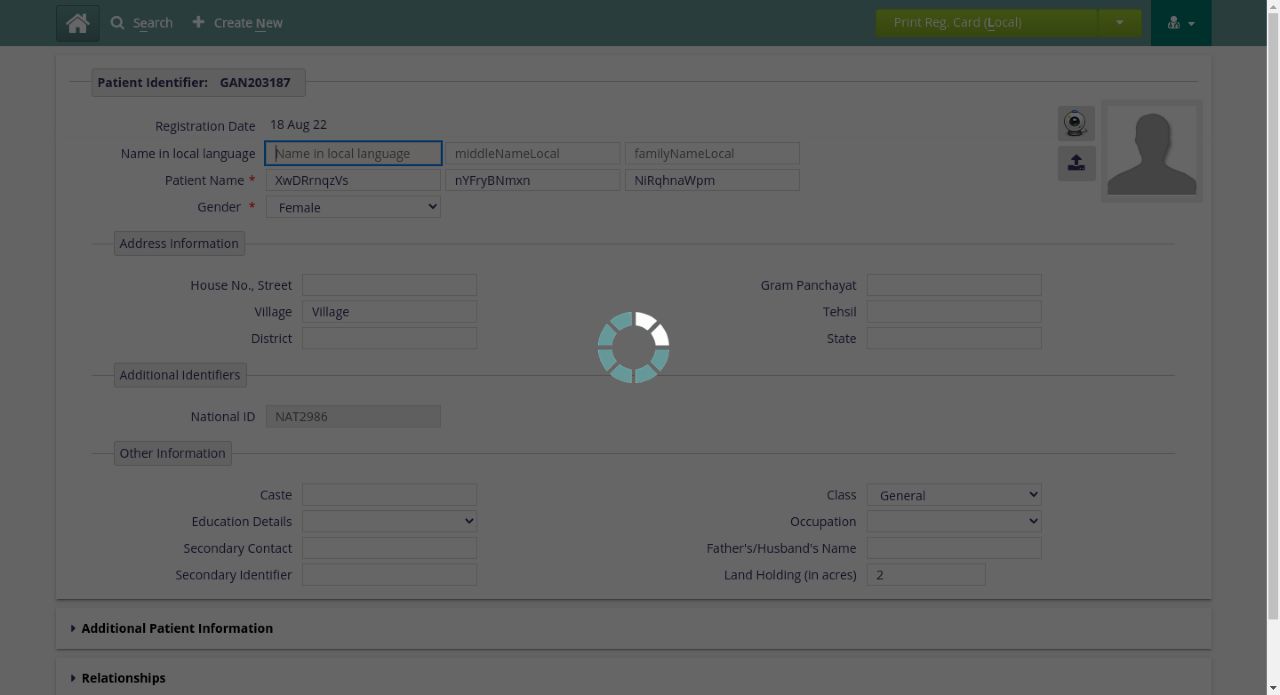 Search Create New Print Reg. Card (Local)
Patient Identifier: GAN203187
Registration Date 18 Aug 22
Name in local language Name in local language middleNameLocal familyNameLocal
Patient Name * XwDRrnqzVs nYFryBNmxn NiRqhnaWpm
Gender * Female
Address Information
House No., Street Gram Panchayat
Village Village Tehsil
District State
Additional Identifiers
National ID NAT2986
Other Information
Caste Class General
Education Details Occupation
Secondary Contact Father's/Husband's Name
Secondary Identifier Land Holding (in acres) 2
Additional Patient Information
Relationships